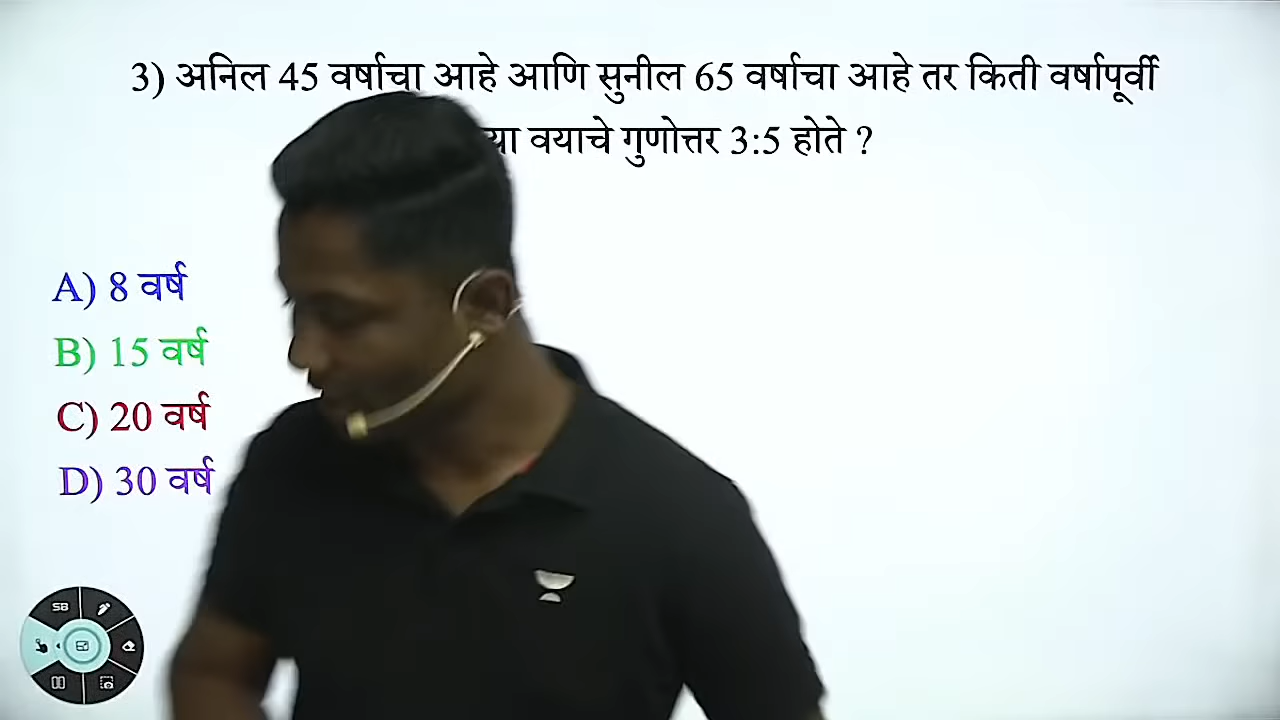 3) अनिल 45 वर्षाचा आहे आणि सुनील 65 वर्षाचा आहे तर किती वर्षापूर्वी
वयाचे गुणोत्तर 3:5 होते ?
A) 8 वर्ष
B) 15 वर्ष
C) 20 वर्ष
D) 30 वर्ष
SB